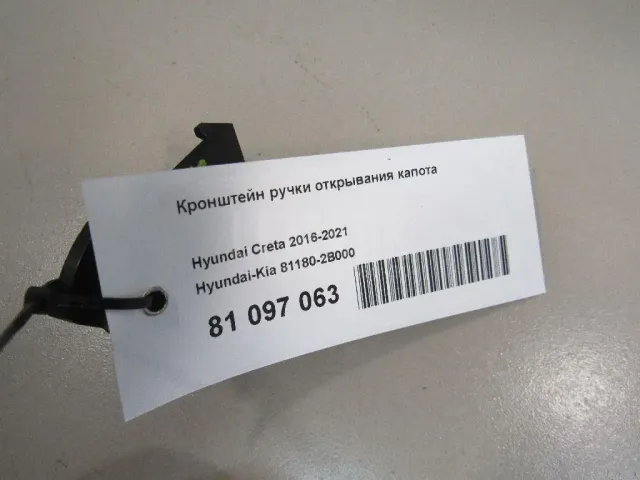 Кронштейн ручки открывания капота
Hyundai Creta 2016-2021
Hyundai-Kia 81180-2B000
81 097 063